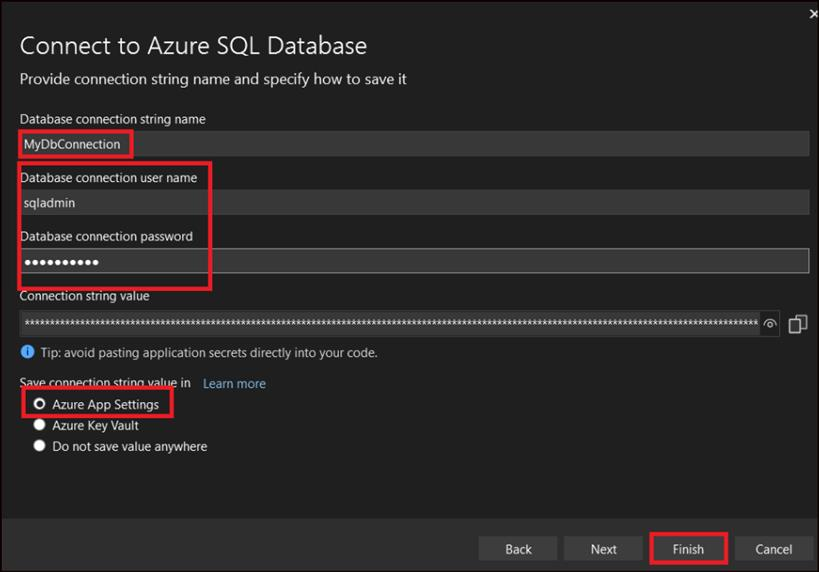 Connect to Azure SQL Database
Provide connection string name and specify how to save it
Database connection string name
MyDbConnection
Database connection user name
sqladmin
Database connection password
●●●●●●●●●●
Connection string value
Tip: avoid pasting application secrets directly into your code.
Save connection string value in Learn more
Azure App Settings
Azure Key Vault
Do not save value anywhere
Back Next Finish Cancel